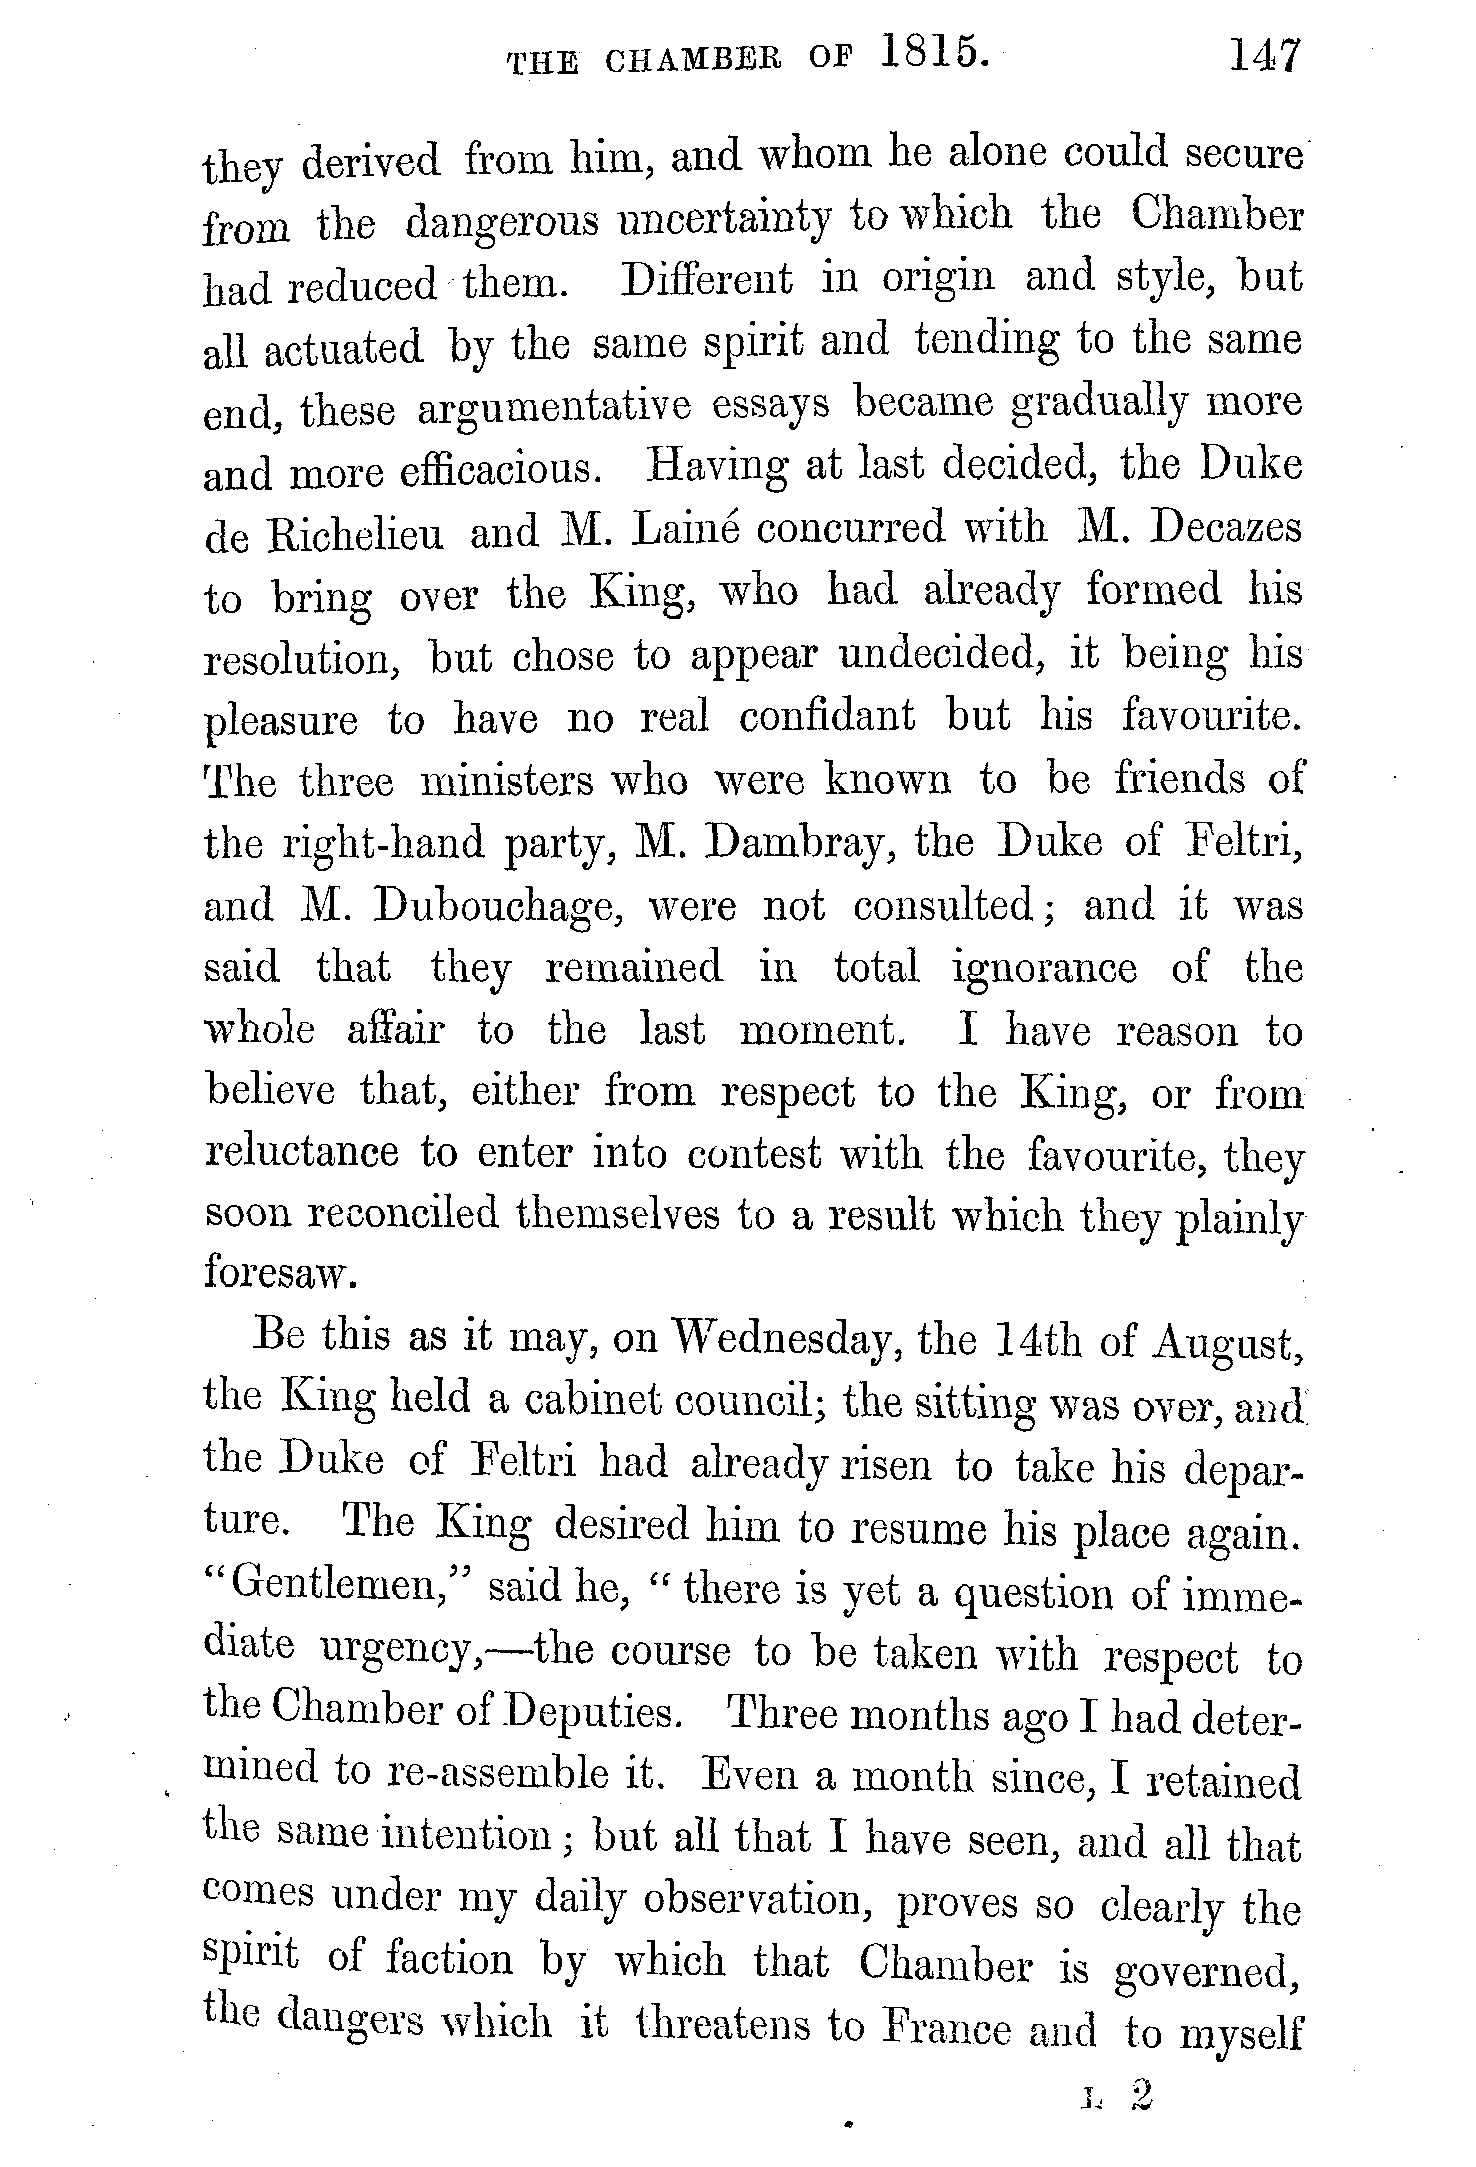 THE CHAMBER OF 1815. 147
they derived from him, and whom he alone could secure
from the dangerous uncertainty to which the Chamber
had reduced them. Different in origin and style, but
all actuated by the same spirit and tending to the same
end, these argumentative essays became gradually more
and more efficacious. Having at last decided, the Duke
de Richelieu and M. Lainé concurred with M. Decazes
to bring over the King, who had already formed his
resolution, but chose to appear undecided, it being his
pleasure to have no real confidant but his favourite.
The three ministers who were known to be friends of
the right-hand party, M. Dambray, the Duke of Feltri,
and M. Dubouchage, were not consulted; and it was
said that they remained in total ignorance of the
whole affair to the last moment. I have reason to
believe that, either from respect to the King, or from
reluctance to enter into contest with the favourite, they
soon reconciled themselves to a result which they plainly
foresaw.
Be this as it may, on Wednesday, the 14th of August,
the King held a cabinet council; the sitting was over, and
the Duke of Feltri had already risen to take his depar-
ture. The King desired him to resume his place again.
"Gentlemen," said he, "there is yet a question of imme-
diate urgency,—the course to be taken with respect to
the Chamber of Deputies. Three months ago I had deter-
mined to re-assemble it. Even a month since, I retained
the same intention; but all that I have seen, and all that
comes under my daily observation, proves so clearly the
spirit of faction by which that Chamber is governed,
the dangers which it threatens to France and to myself
L 2